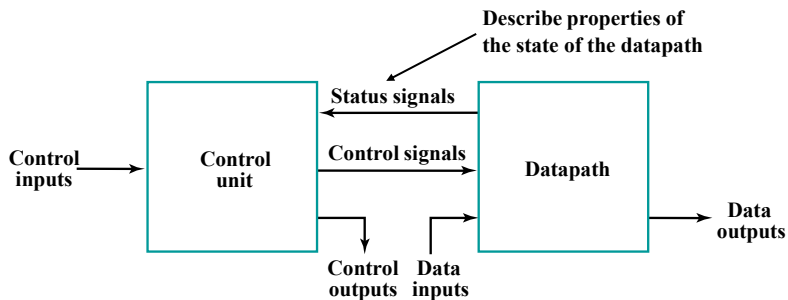 Describe properties of
the state of the datapath
Status signals
Control
inputs
Control
unit
Control signals
Datapath
Control
outputs
Data
inputs
Data
outputs